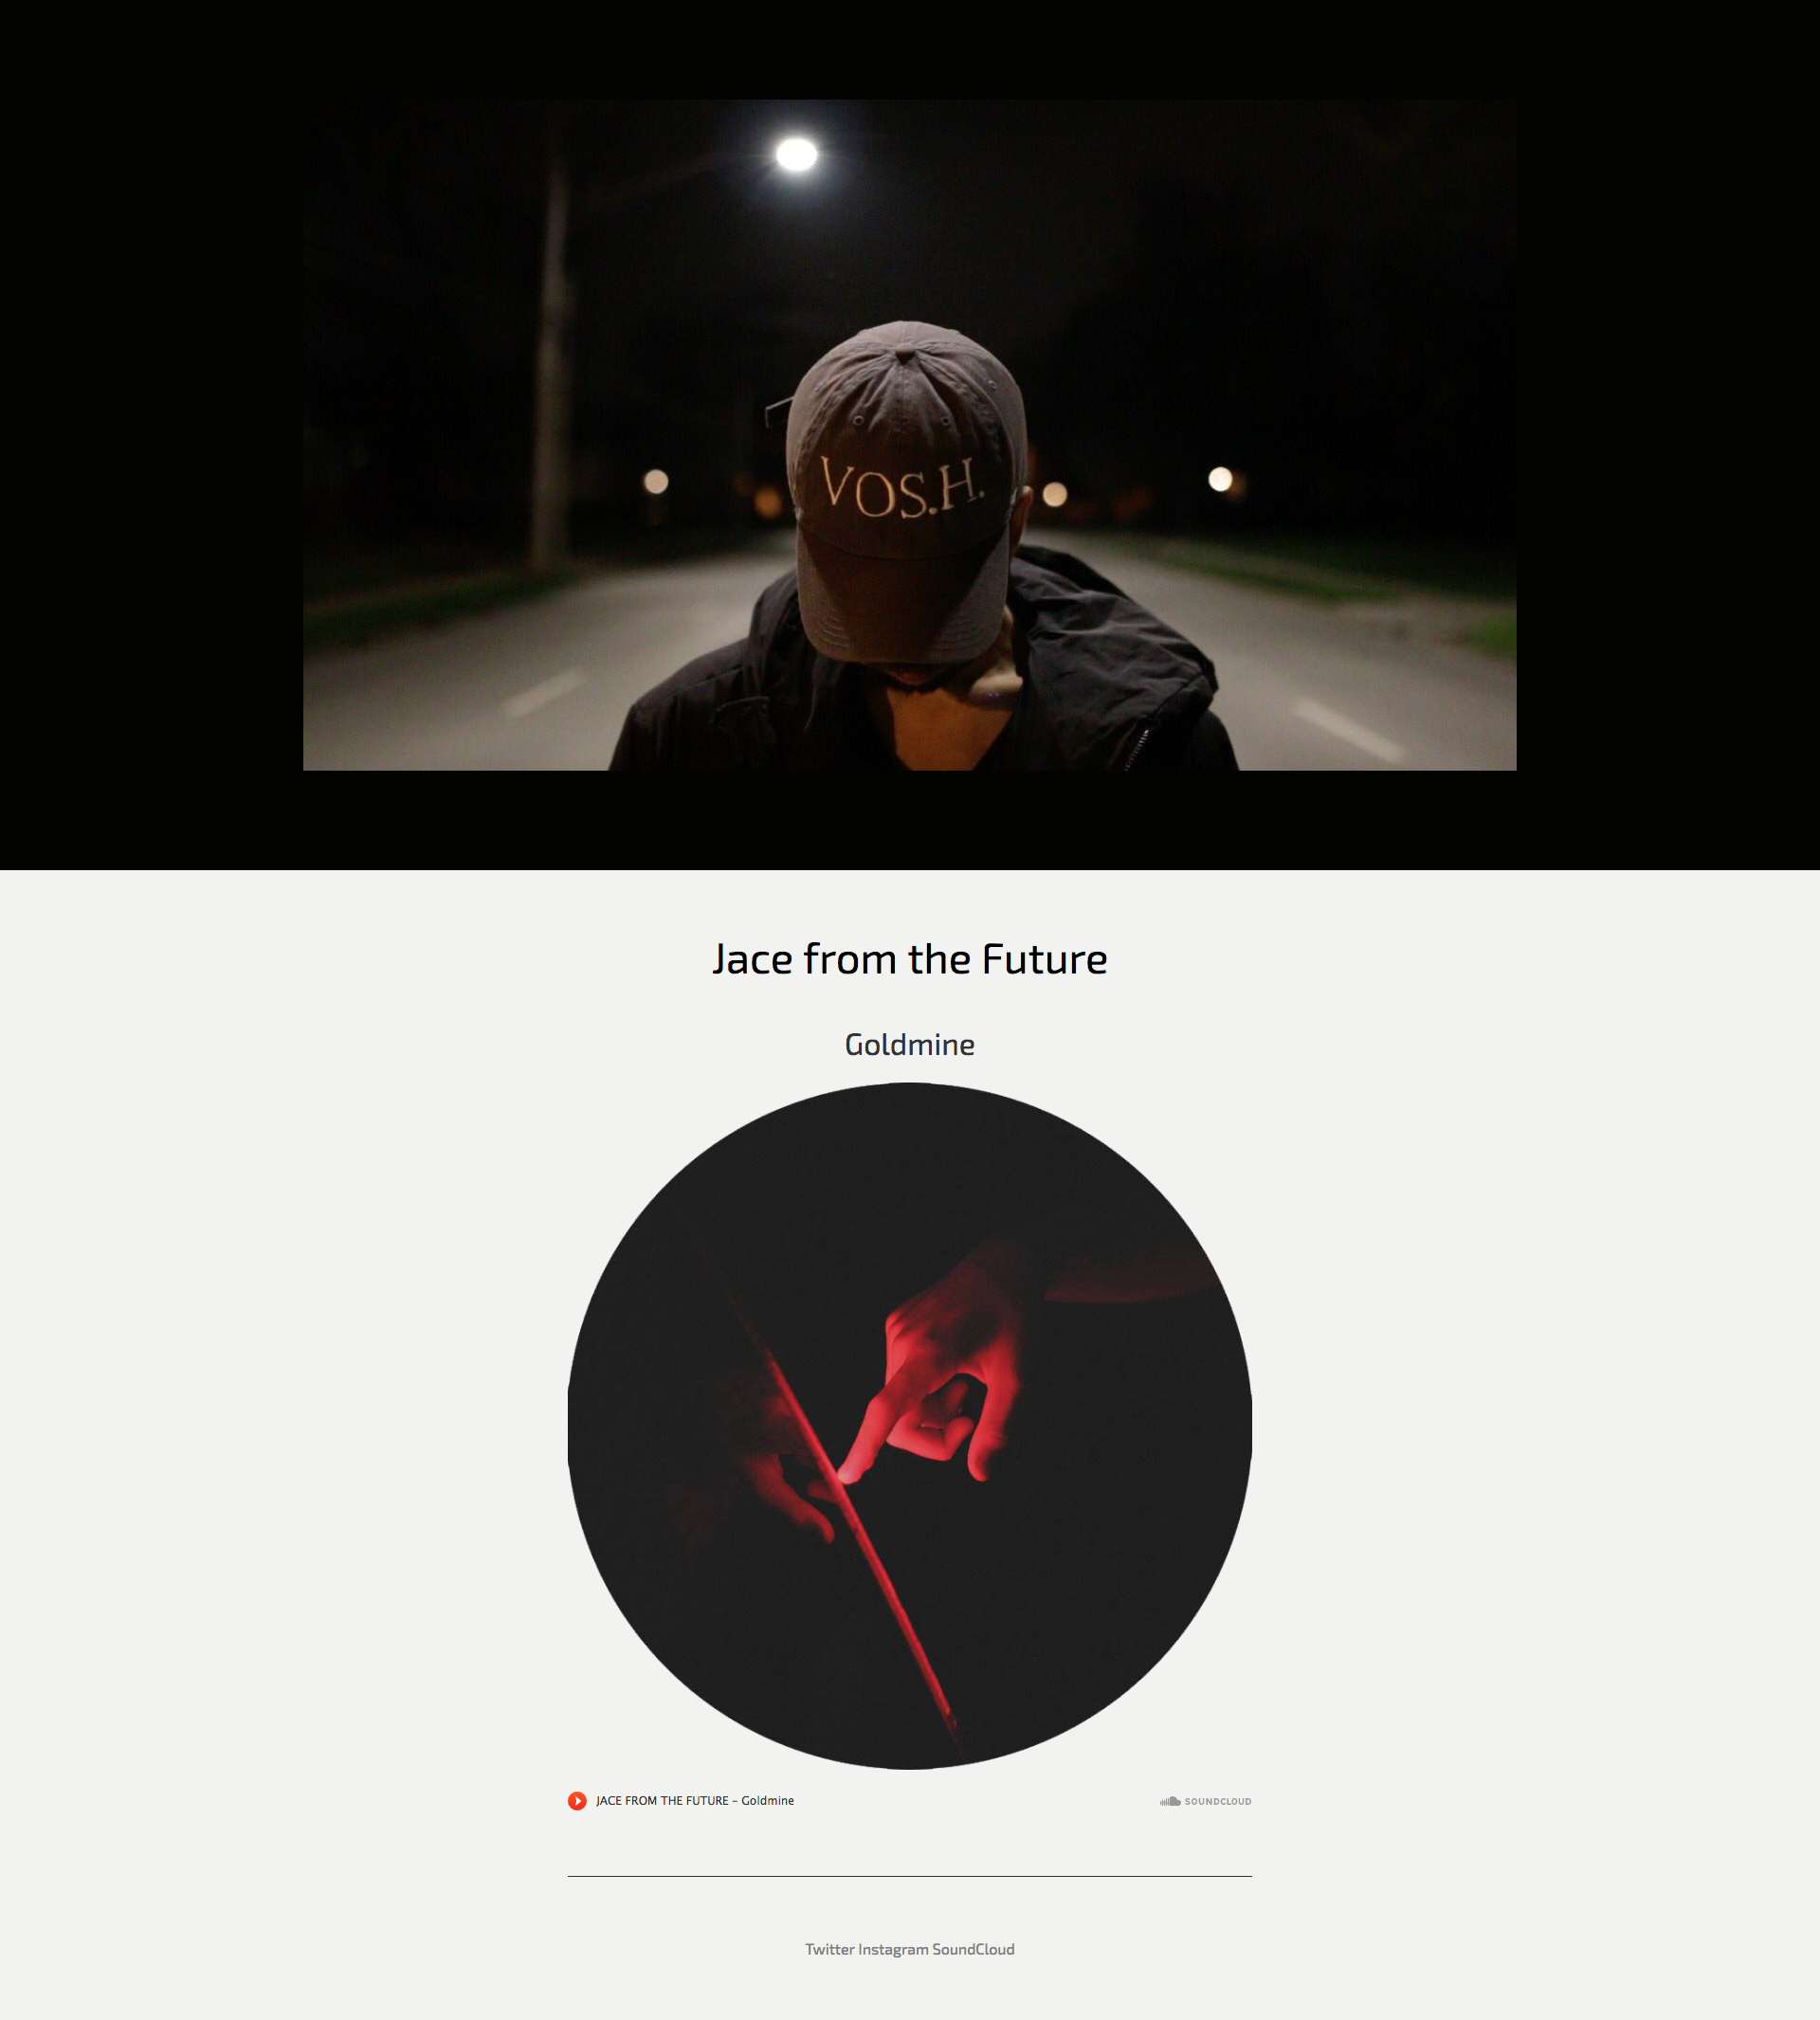 VOS.H.
Jace from the Future
Goldmine
JACE FROM THE FUTURE - Goldmine
SOUNDCLOUD
Twitter Instagram SoundCloud